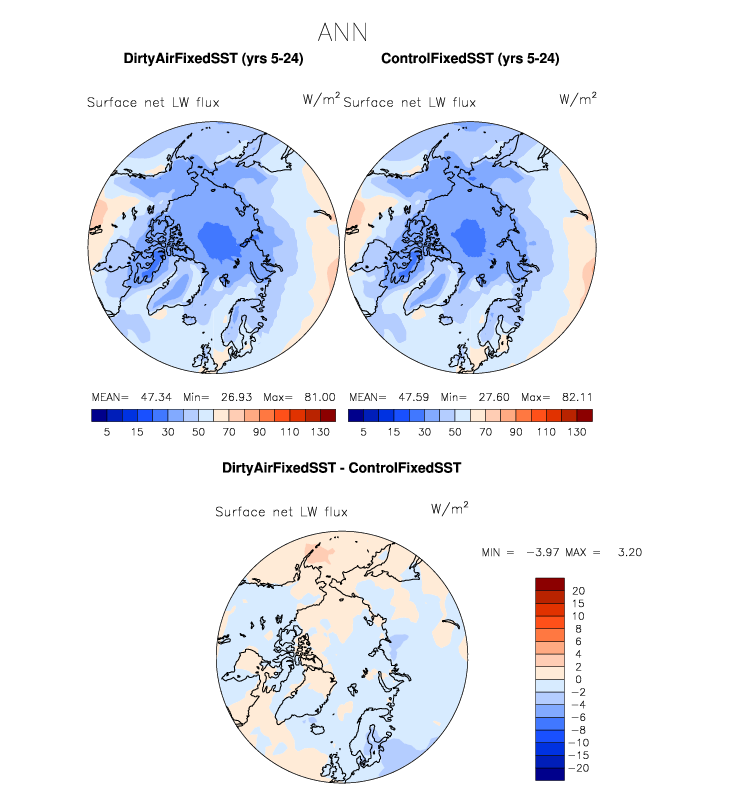 ANN
DirtyAirFixedSST (yrs 5-24) ControlFixedSST (yrs 5-24)
Surface net LW flux W/m² Surface net LW flux W/m²
MEAN= 47.34 Min= 26.93 Max= 81.00 MEAN= 47.59 Min= 27.60 Max= 82.11
5 15 30 50 70 90 110 130 5 15 30 50 70 90 110 130
DirtyAirFixedSST - ControlFixedSST
Surface net LW flux W/m²
MIN = −3.97 MAX = 3.20
20
15
10
8
6
4
2
0
−2
−4
−6
−8
−10
−15
−20